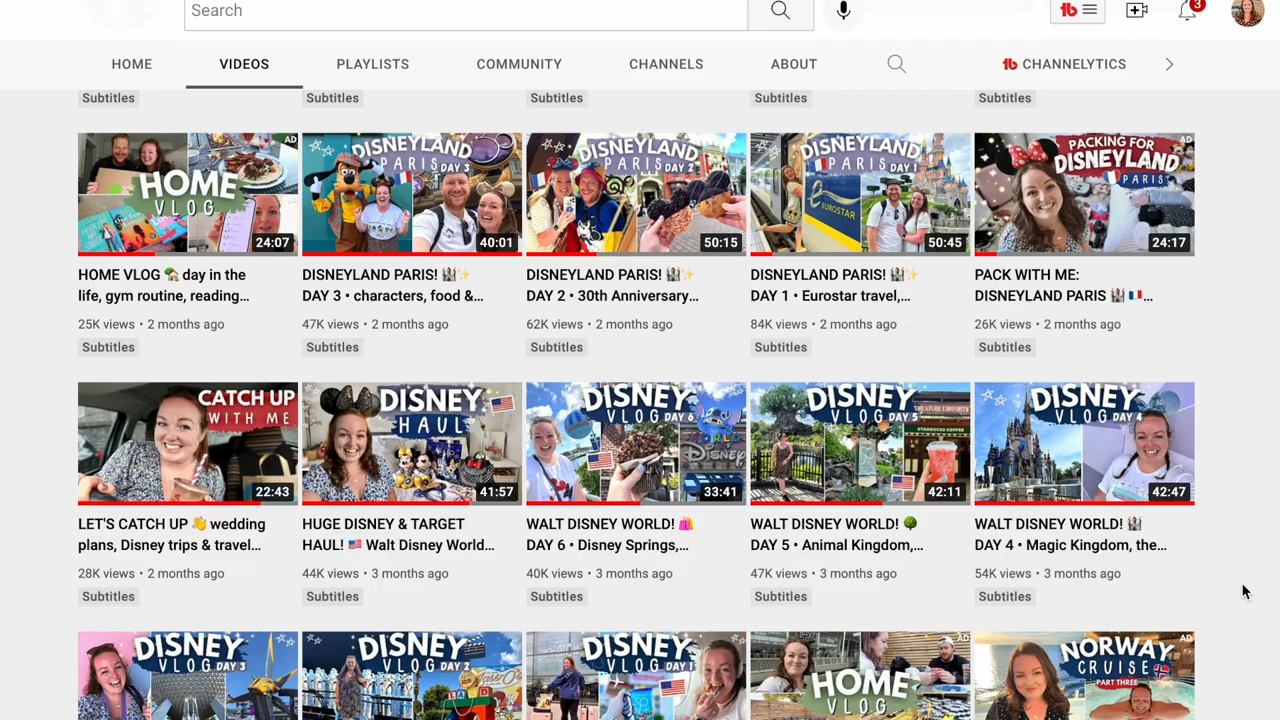 Search
3
HOME VIDEOS PLAYLISTS COMMUNITY CHANNELS ABOUT CHANNELYTICS
Subtitles Subtitles Subtitles Subtitles Subtitles
HOME
VLOG
AD
24:07
DISNEYLAND
PARIS DAY 3
40:01
DISNEYLAND
PARIS DAY 2
50:15
DISNEYLAND
PARIS DAY 1
EUROSTAR
50:45
PACKING FOR
DISNEYLAND
PARIS
AD
24:17
HOME VLOG 🏡 day in the
life, gym routine, reading...
25K views • 2 months ago
Subtitles
DISNEYLAND PARIS! 🏰✨
DAY 3 • characters, food &...
47K views • 2 months ago
Subtitles
DISNEYLAND PARIS! 🏰✨
DAY 2 • 30th Anniversary...
62K views • 2 months ago
Subtitles
DISNEYLAND PARIS! 🏰✨
DAY 1 • Eurostar travel,...
84K views • 2 months ago
Subtitles
PACK WITH ME:
DISNEYLAND PARIS 🏰 🇫🇷...
26K views • 2 months ago
Subtitles
CATCH UP
WITH ME
22:43
DISNEY
HAUL
41:57
DISNEY
VLOG DAY 6
DISNEY
33:41
DISNEY
VLOG DAY 5
CREATURE COMFORTS
STARBUCKS COFFEE
42:11
DISNEY
VLOG DAY 4
42:47
LET'S CATCH UP 👋 wedding
plans, Disney trips & travel...
28K views • 2 months ago
Subtitles
HUGE DISNEY & TARGET
HAUL! 🇺🇸 Walt Disney World...
44K views • 3 months ago
Subtitles
WALT DISNEY WORLD! 🛍️
DAY 6 • Disney Springs,...
40K views • 3 months ago
Subtitles
WALT DISNEY WORLD! 🌳
DAY 5 • Animal Kingdom,...
47K views • 3 months ago
Subtitles
WALT DISNEY WORLD! 🏰
DAY 4 • Magic Kingdom, the...
54K views • 3 months ago
Subtitles
DISNEY
VLOG DAY 3
DISNEY
VLOG DAY 2
DISNEY
VLOG DAY 1
HOME
VLOG
AD
NORWAY
CRUISE
PART THREE
AD